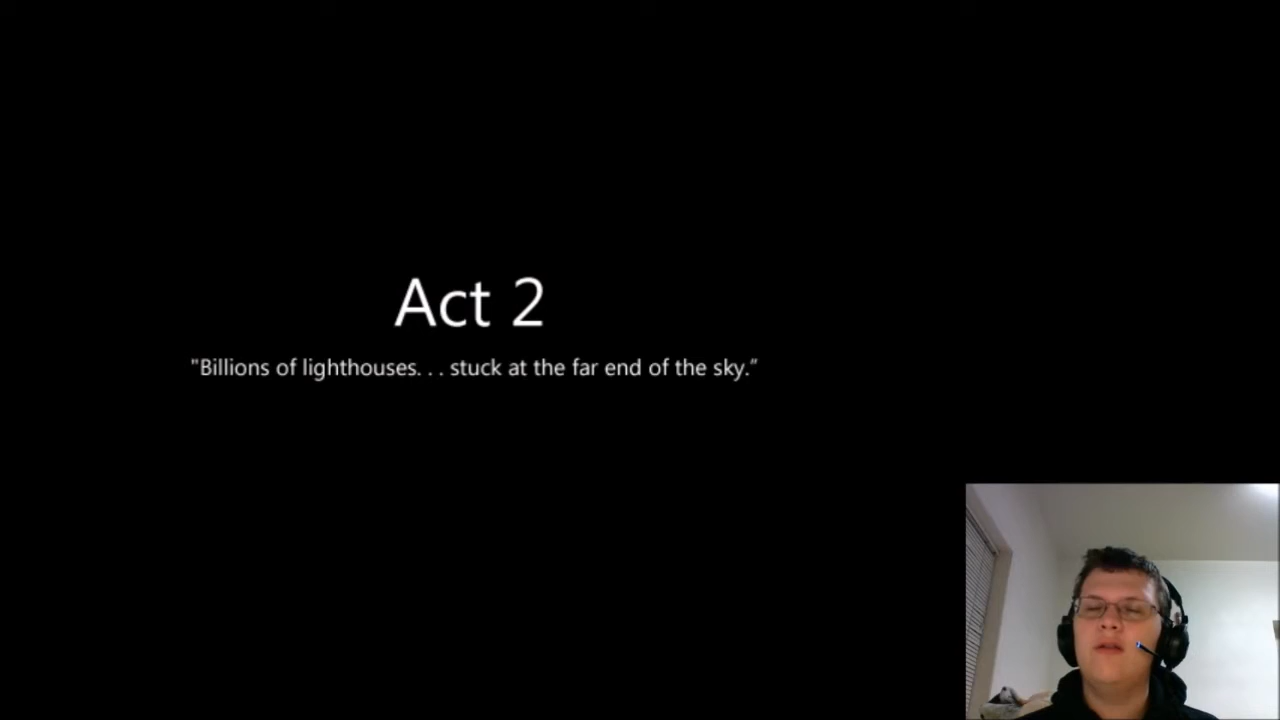 Act 2
"Billions of lighthouses. . . stuck at the far end of the sky.”